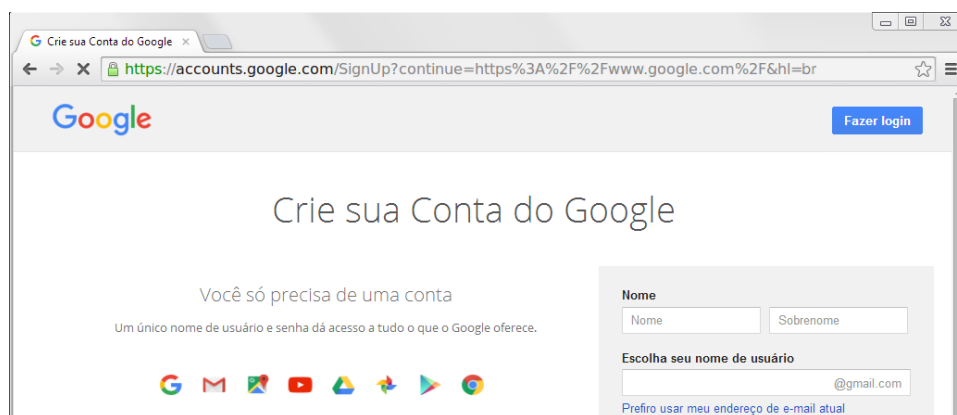 Crie sua Conta do Google
https://accounts.google.com/SignUp?continue=https%3A%2F%2Fwww.google.com%2F&hl=br
Google
Fazer login
Crie sua Conta do Google
Você só precisa de uma conta
Um único nome de usuário e senha dá acesso a tudo o que o Google oferece.
Nome
Nome Sobrenome
Escolha seu nome de usuário
@gmail.com
Prefiro usar meu endereço de e-mail atual